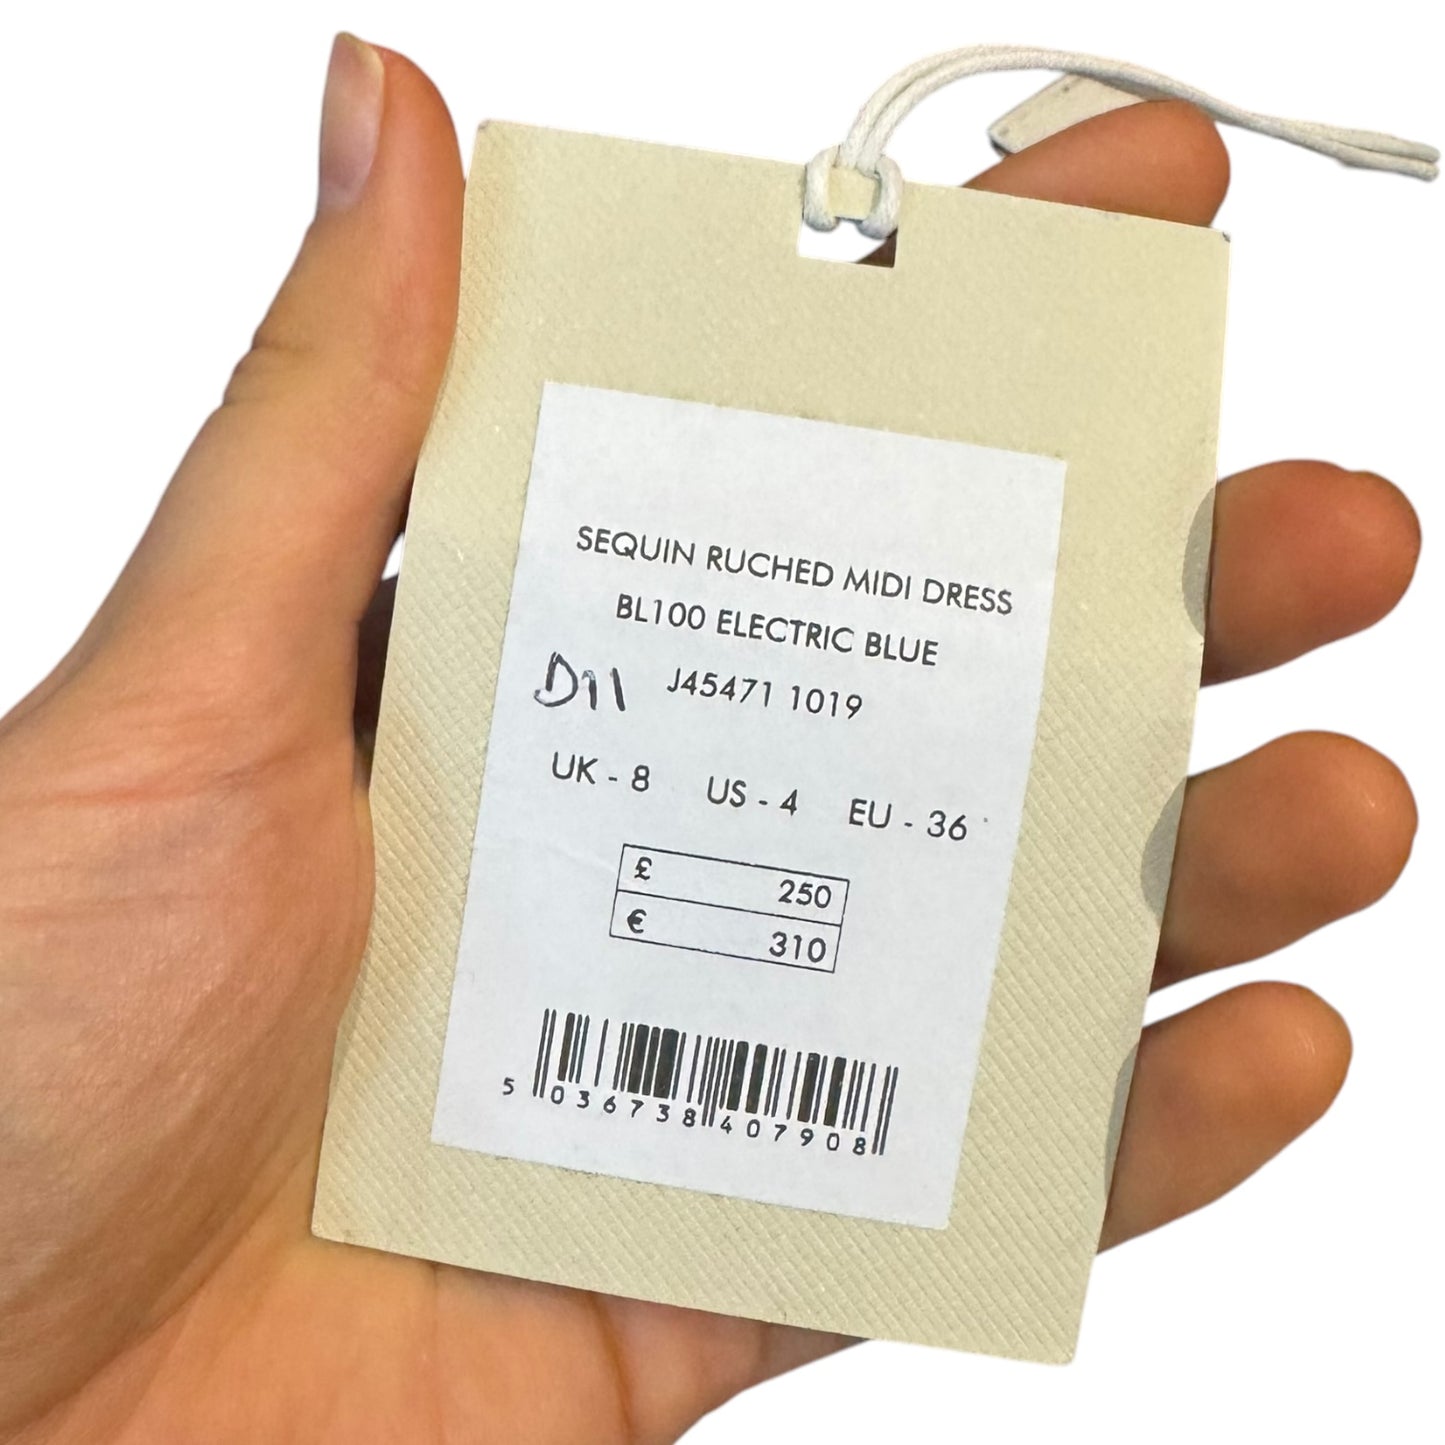 SEQUIN RUCHED MIDI DRESS
BL100 ELECTRIC BLUE
D11 J45471 1019
UK - 8 US - 4 EU - 36
£ 250
€ 310
5 036738 407908